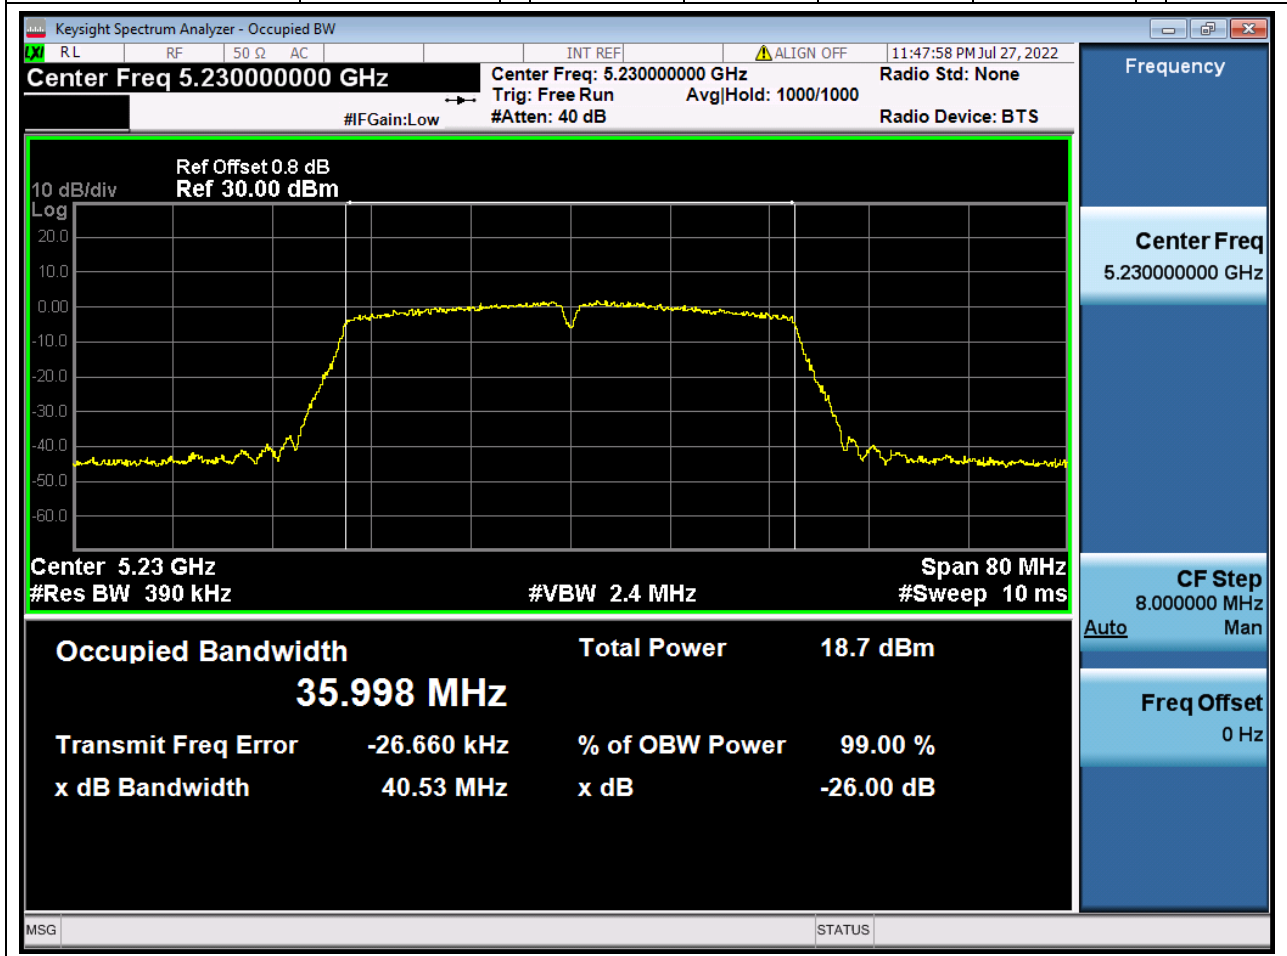 Keysight Spectrum Analyzer - Occupied BW
LXI RL RF 50 Ω AC INT REF ALIGN OFF 11:47:58 PM Jul 27, 2022
Center Freq 5.230000000 GHz
Center Freq: 5.230000000 GHz
Radio Std: None
Trig: Free Run Avg|Hold: 1000/1000
#IFGain:Low
#Atten: 40 dB
Radio Device: BTS
Frequency
Ref Offset 0.8 dB
10 dB/div Ref 30.00 dBm
Log
20.0
10.0
0.00
-10.0
-20.0
-30.0
-40.0
-50.0
-60.0
Center 5.23 GHz Span 80 MHz
#Res BW 390 kHz #VBW 2.4 MHz #Sweep 10 ms
Occupied Bandwidth Total Power 18.7 dBm
35.998 MHz
Transmit Freq Error -26.660 kHz % of OBW Power 99.00 %
x dB Bandwidth 40.53 MHz x dB -26.00 dB
Center Freq
5.230000000 GHz
CF Step
8.000000 MHz
Auto Man
Freq Offset
0 Hz
MSG STATUS